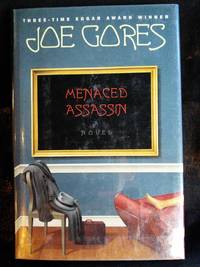 THREE-TIME EDGAR AWARD WINNER
JOE GORES
MENACED
ASSASSIN
A
NOVEL